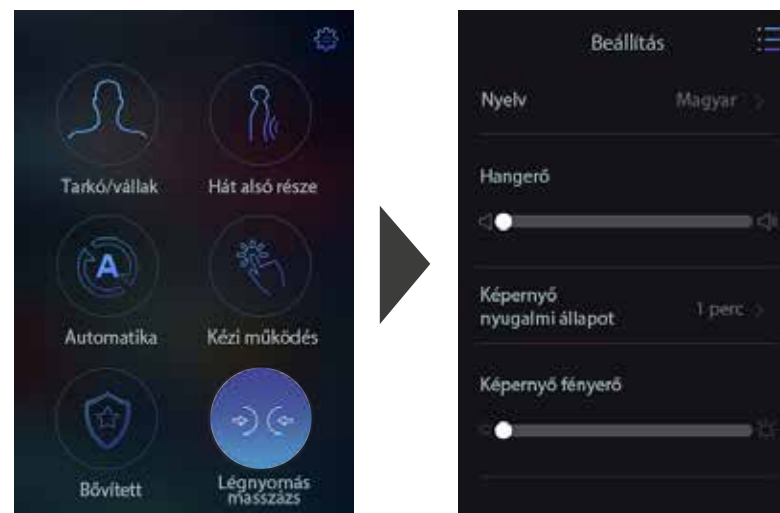 Tarkó/vállak
Hát alsó része
A
Automatika
Kézi működés
Bővített
Légnyomás
masszázs
Beállítás
Nyelv
Magyar
Hangerő
Képernyő
nyugalmi állapot
1 perc
Képernyő fényerő